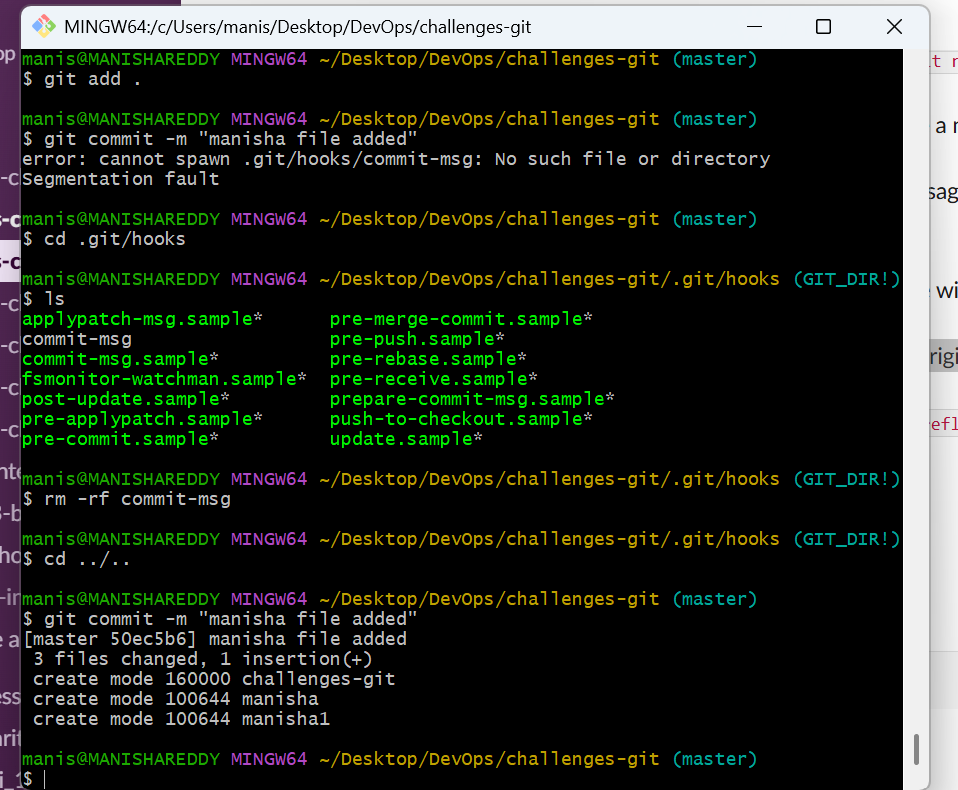 MINGW64:/c/Users/manis/Desktop/DevOps/challenges-git
manis@MANISHAREDDY MINGW64 ~/Desktop/DevOps/challenges-git (master)
$ git add .
manis@MANISHAREDDY MINGW64 ~/Desktop/DevOps/challenges-git (master)
$ git commit -m "manisha file added"
error: cannot spawn .git/hooks/commit-msg: No such file or directory
Segmentation fault
manis@MANISHAREDDY MINGW64 ~/Desktop/DevOps/challenges-git (master)
$ cd .git/hooks
manis@MANISHAREDDY MINGW64 ~/Desktop/DevOps/challenges-git/.git/hooks (GIT_DIR!)
$ ls
applypatch-msg.sample* pre-merge-commit.sample*
commit-msg pre-push.sample*
commit-msg.sample* pre-rebase.sample*
fsmonitor-watchman.sample* pre-receive.sample*
post-update.sample* prepare-commit-msg.sample*
pre-applypatch.sample* push-to-checkout.sample*
pre-commit.sample* update.sample*
manis@MANISHAREDDY MINGW64 ~/Desktop/DevOps/challenges-git/.git/hooks (GIT_DIR!)
$ rm -rf commit-msg
manis@MANISHAREDDY MINGW64 ~/Desktop/DevOps/challenges-git/.git/hooks (GIT_DIR!)
$ cd ../..
manis@MANISHAREDDY MINGW64 ~/Desktop/DevOps/challenges-git (master)
$ git commit -m "manisha file added"
[master 50ec5b6] manisha file added
3 files changed, 1 insertion(+)
create mode 160000 challenges-git
create mode 100644 manisha
create mode 100644 manisha1
manis@MANISHAREDDY MINGW64 ~/Desktop/DevOps/challenges-git (master)
$